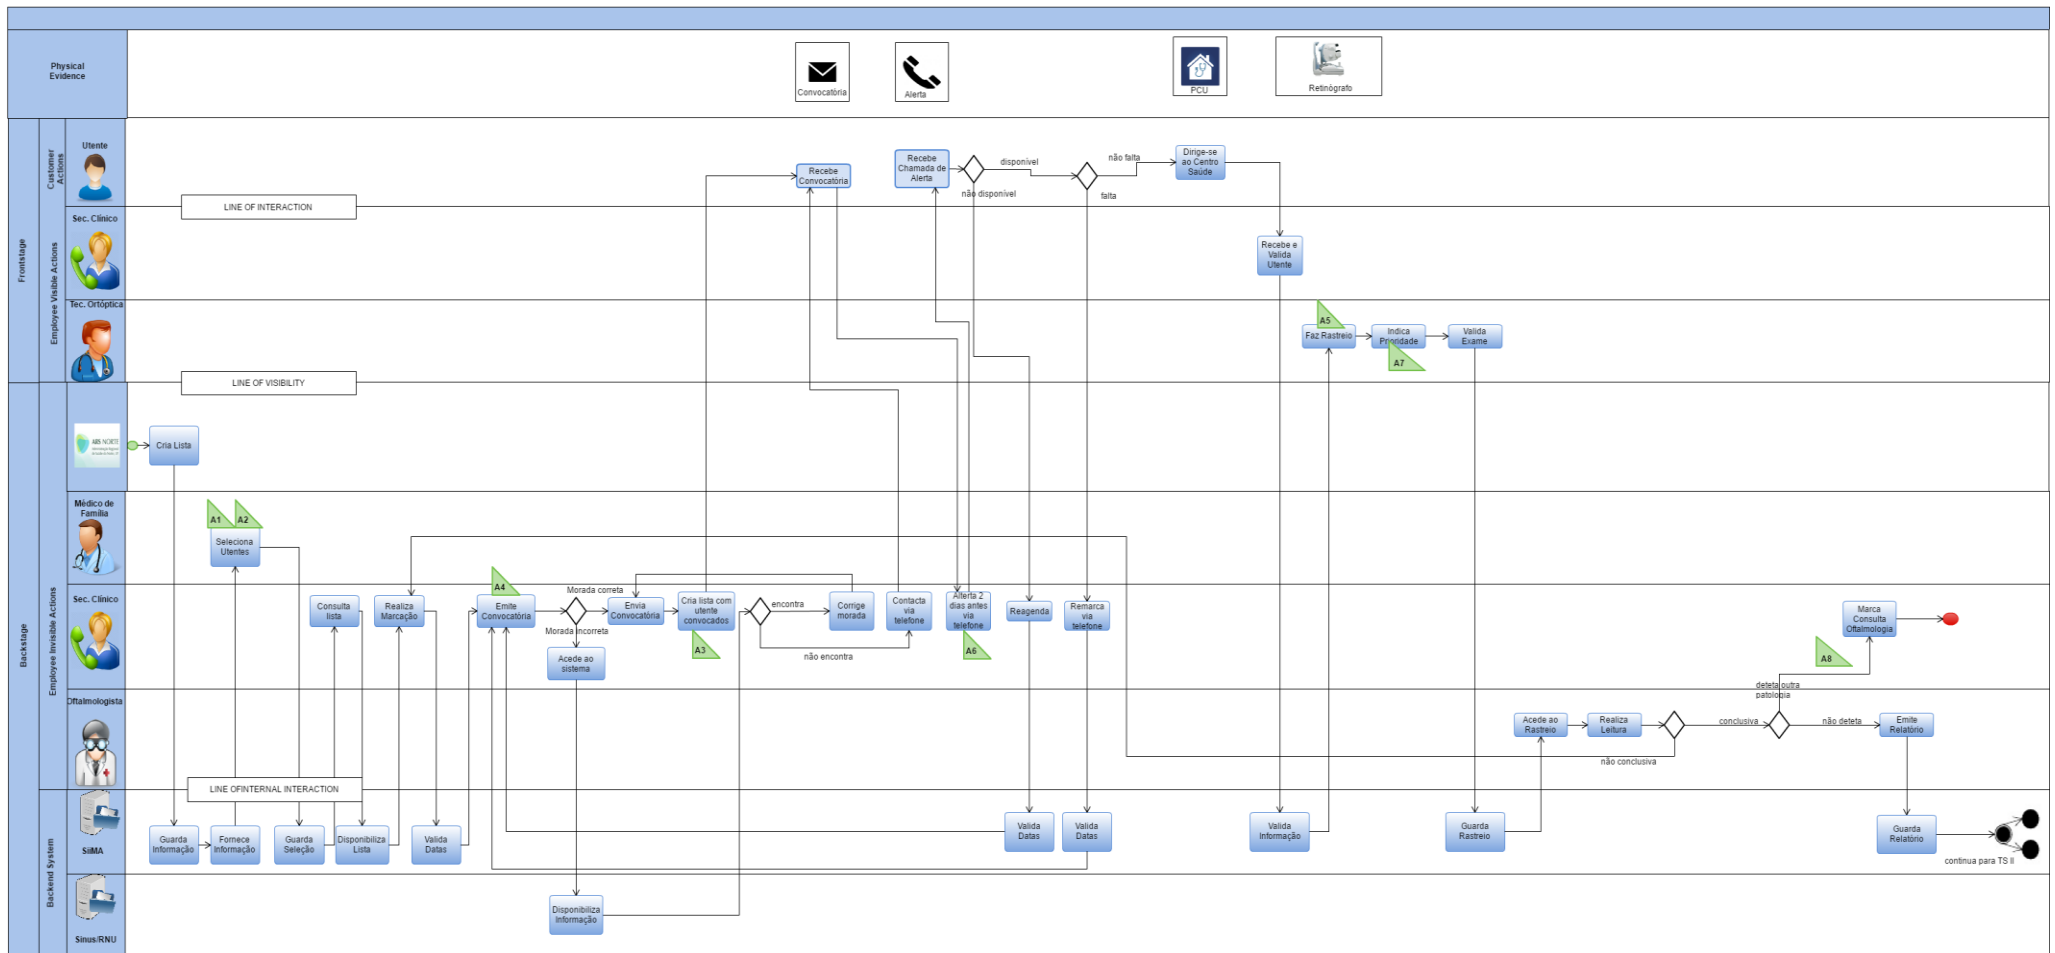 Physical
Evidence
Convocatória
Alerta
PCU
Retinógrafo
Frontstage
Customer
Actions
Utente
Recebe
Convocatória
Recebe
Chamada de
Alerta
disponível
não disponível
não falta
falta
Dirige-se
ao Centro
Saúde
LINE OF INTERACTION
Employee Visible Actions
Sec. Clínico
Recebe e
Valida
Utente
Tec. Ortóptica
A5
Faz Rastreio
Indica
Prioridade
A7
Valida
Exame
LINE OF VISIBILITY
Backstage
Employee Invisible Actions
ARS NORTE
Cria Lista
Médico de
Família
A1
A2
Seleciona
Utentes
Sec. Clínico
Consulta
lista
Realiza
Marcação
A4
Emite
Convocatória
Morada correta
Morada incorreta
Acede ao
sistema
Envia
Convocatória
Cria lista com
utente
convocados
A3
encontra
não encontra
Corrige
morada
Contacta
via
telefone
Alterta 2
dias antes
via
telefone
A6
Reagenda
Remarca
via
telefone
Marca
Consulta
Oftalmologia
A8
Oftalmologista
deteta outra
patologia
Acede ao
Rastreio
Realiza
Leitura
conclusiva
não conclusiva
não deteta
Emite
Relatório
LINE OFINTERNAL INTERACTION
Backend System
SiiMA
Guarda
Informação
Fornece
Informação
Guarda
Seleção
Disponibiliza
Lista
Valida
Datas
Valida
Datas
Valida
Datas
Valida
Informação
Guarda
Rastreio
Guarda
Relatório
continua para TS II
Sinus/RNU
Disponibiliza
Informação